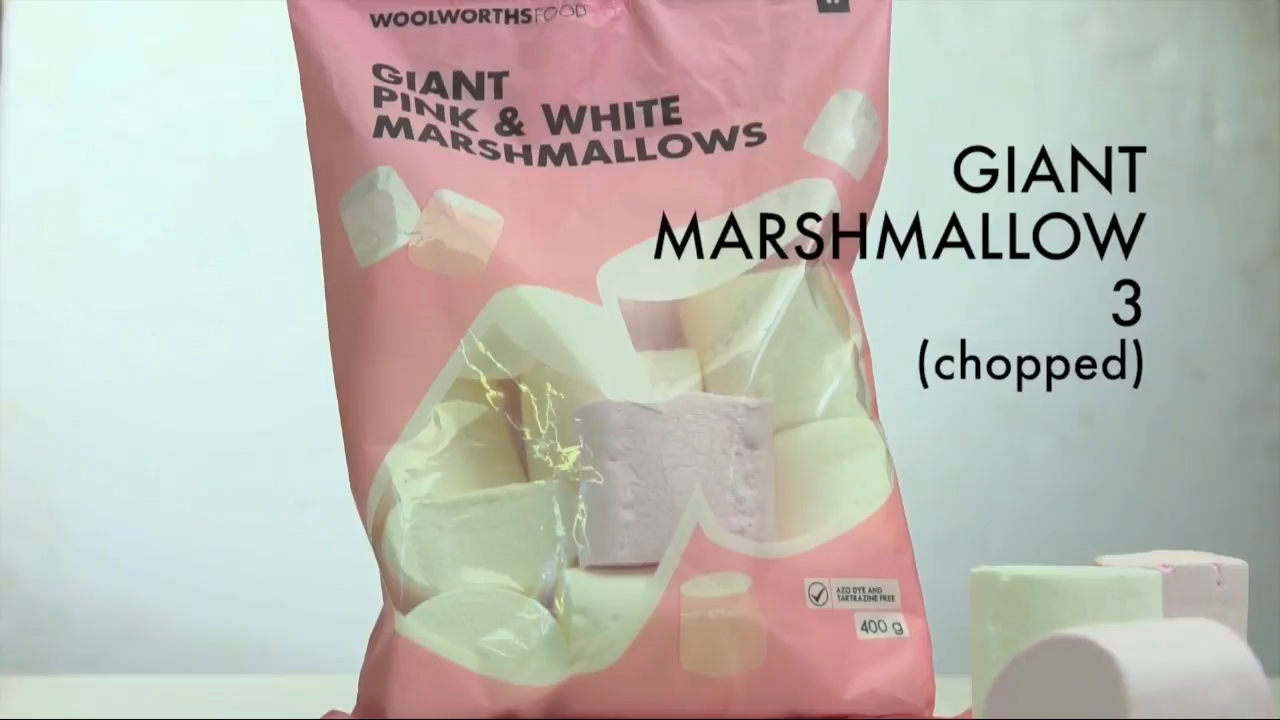 WOOLWORTHSFOOD
W
GIANT
PINK & WHITE
MARSHMALLOWS
GIANT
MARSHMALLOW
3
(chopped)
AZO DYE AND
TARTRAZINE FREE
400 g